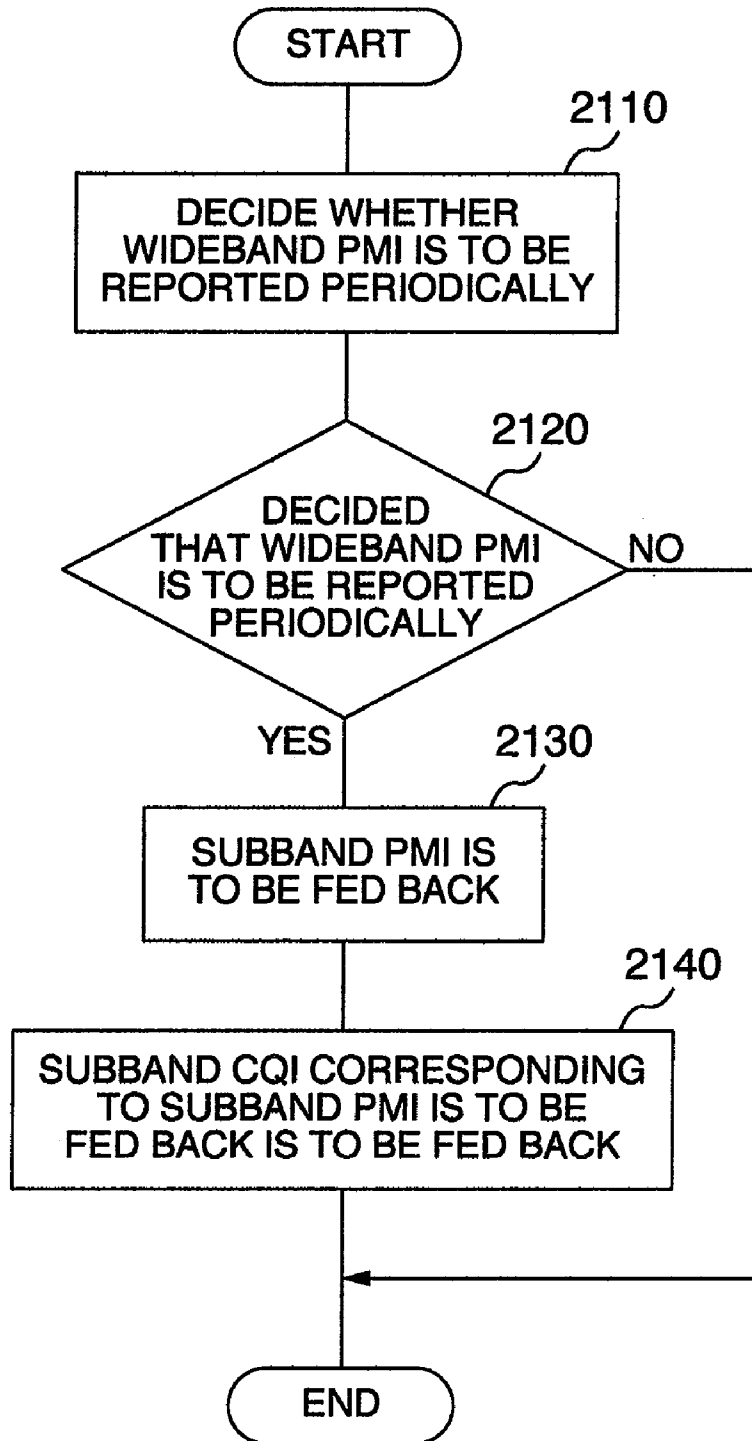 START
2110
DECIDE WHETHER
WIDEBAND PMI IS TO BE
REPORTED PERIODICALLY
2120
DECIDED
THAT WIDEBAND PMI
IS TO BE REPORTED
PERIODICALLY
NO
YES
2130
SUBBAND PMI IS
TO BE FED BACK
2140
SUBBAND CQI CORRESPONDING
TO SUBBAND PMI IS TO BE
FED BACK IS TO BE FED BACK
END